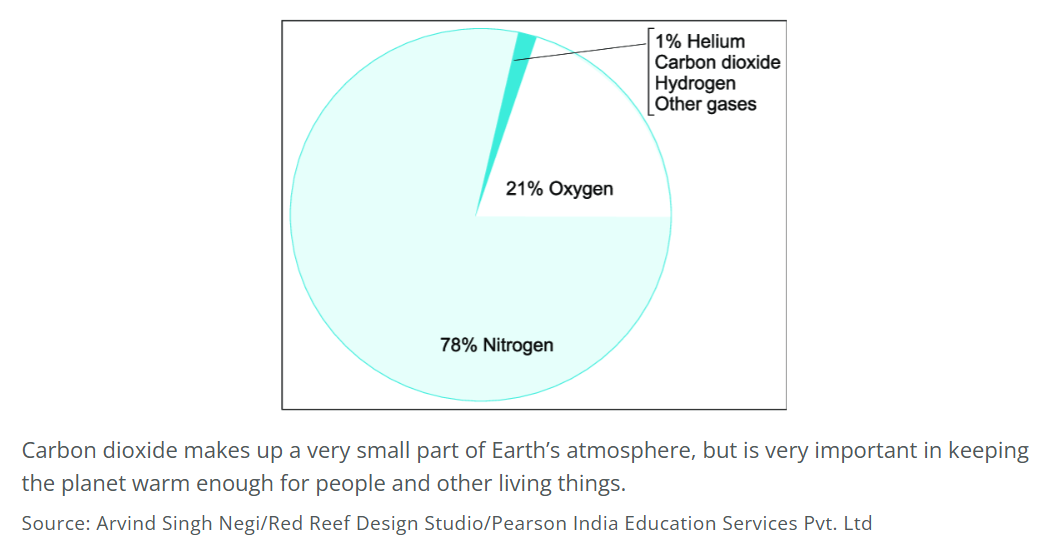 1% Helium
Carbon dioxide
Hydrogen
Other gases
21% Oxygen
78% Nitrogen
Carbon dioxide makes up a very small part of Earth’s atmosphere, but is very important in keeping
the planet warm enough for people and other living things.
Source: Arvind Singh Negi/Red Reef Design Studio/Pearson India Education Services Pvt. Ltd